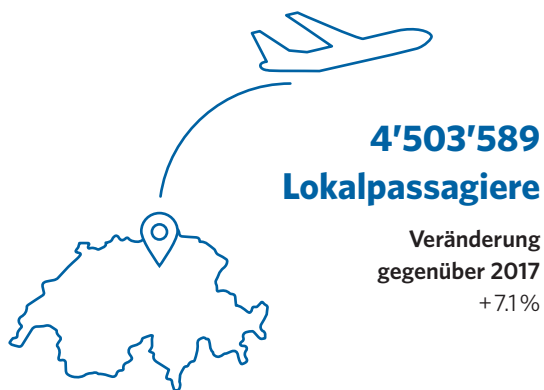 4’503’589
Lokalpassagiere
Veränderung
gegenüber 2017
+7.1%